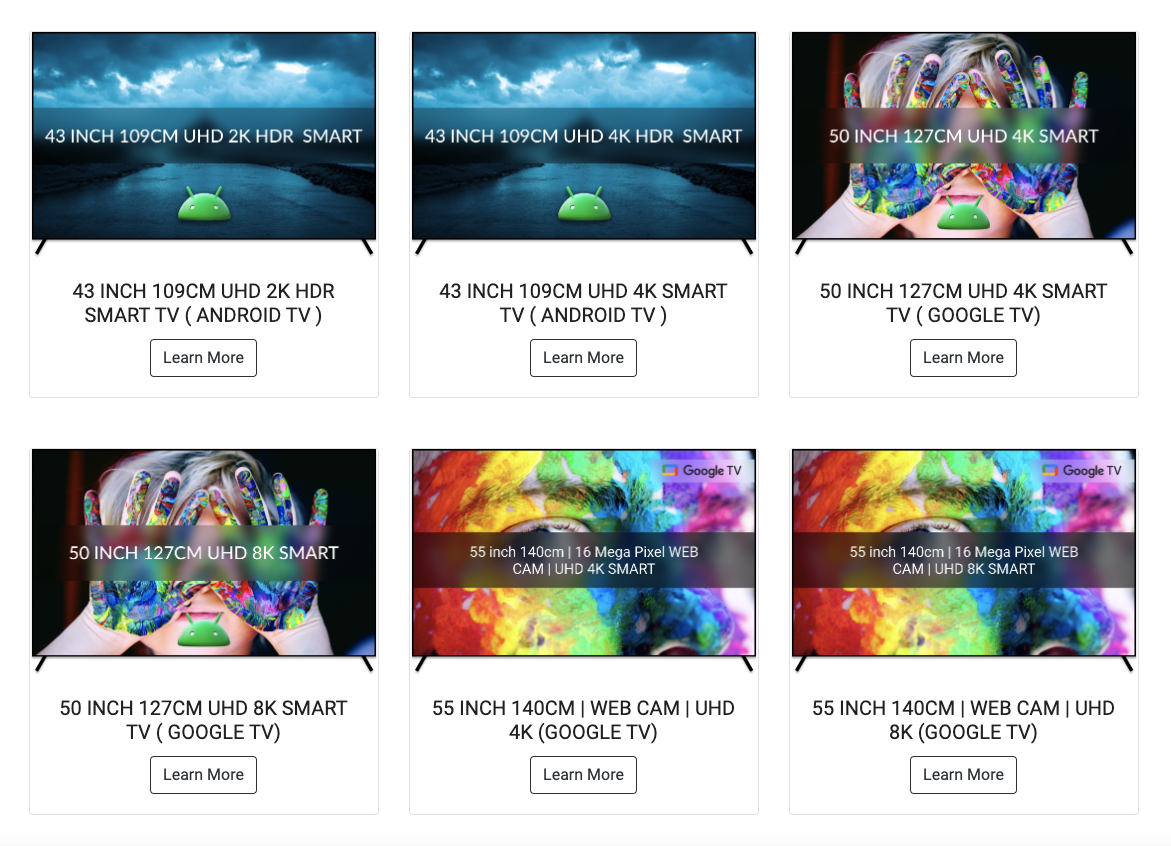 43 INCH 109CM UHD 2K HDR  SMART
43 INCH 109CM UHD 2K HDR
SMART TV ( ANDROID TV )
Learn More
43 INCH 109CM UHD 4K HDR  SMART
43 INCH 109CM UHD 4K SMART
TV ( ANDROID TV )
Learn More
50 INCH 127CM UHD 4K SMART
50 INCH 127CM UHD 4K SMART
TV ( GOOGLE TV)
Learn More
50 INCH 127CM UHD 8K SMART
50 INCH 127CM UHD 8K SMART
TV ( GOOGLE TV)
Learn More
Google TV
55 inch 140cm | 16 Mega Pixel WEB
CAM | UHD 4K SMART
55 INCH 140CM | WEB CAM | UHD
4K (GOOGLE TV)
Learn More
Google TV
55 inch 140cm | 16 Mega Pixel WEB
CAM | UHD 8K SMART
55 INCH 140CM | WEB CAM | UHD
8K (GOOGLE TV)
Learn More